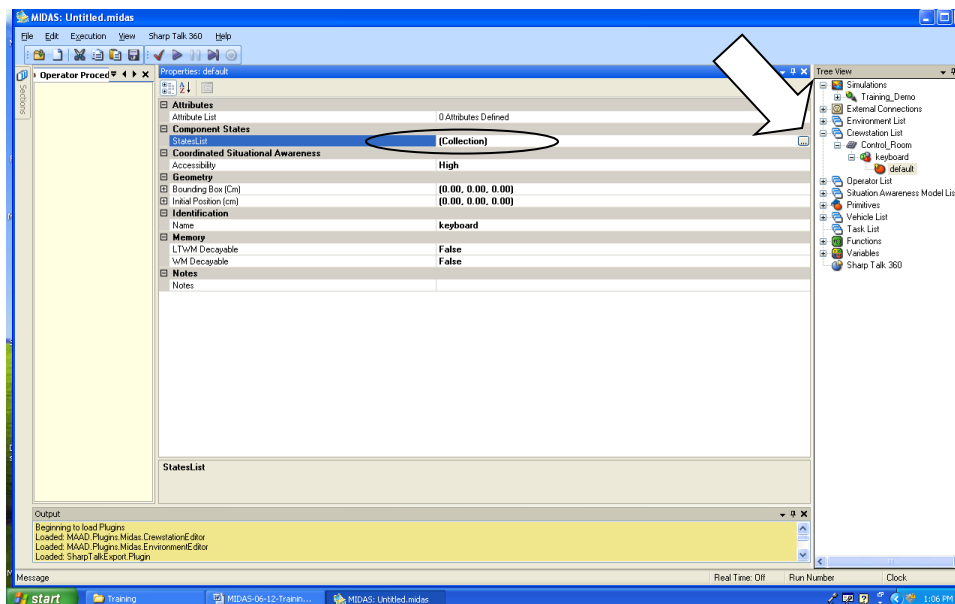 MIDAS: Untitled.midas
File Edit Execution View Sharp Talk 360 Help
Sections
Operator Proced
Properties: default
Attributes
Attribute List 0 Attributes Defined
Component States
StatesList (Collection)
...
Coordinated Situational Awareness
Accessibility High
Geometry
Bounding Box (Cm) (0.00, 0.00, 0.00)
Initial Position (cm) (0.00, 0.00, 0.00)
Identification
Name keyboard
Memory
LTWM Decayable False
WM Decayable False
Notes
Notes
StatesList
Tree View
Simulations
Training_Demo
External Connections
Environment List
Crewstation List
Control_Room
keyboard
default
Operator List
Situation Awareness Model Lis
Primitives
Vehicle List
Task List
Functions
Variables
Sharp Talk 360
Output
Beginning to load Plugins
Loaded: MAAD.Plugins.Midas.CrewstationEditor
Loaded: MAAD.Plugins.Midas.EnvironmentEditor
Loaded: SharpTalkExport.Plugin
Message Real Time: Off Run Number Clock
start Training MIDAS-06-12-Trainin... MIDAS: Untitled.midas 1:06 PM